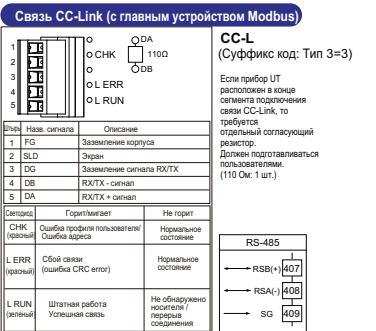 Связь CC-Link (с главным устройством Modbus)
CC-L
(Суффикс код: Тип 3=3)
1
2
3
4
5
CHK
L ERR
L RUN
DA
110Ω
DB
Если прибор UT
расположен в конце
сегмента подключения
связи CC-Link, то
требуется
отдельный согласующий
резистор.
Должен подготавливаться
пользователями.
(110 Ом: 1 шт.)
Штырь Назв. сигнала Описание
1 FG Заземление корпуса
2 SLD Экран
3 DG Заземление сигнала RX/TX
4 DB RX/TX - сигнал
5 DA RX/TX + сигнал
Светодиод Горит/мигает Не горит
CHK
(красный)
Ошибка профиля пользователя/
Ошибка адреса
Нормальное
состояние
L ERR
(красный)
Сбой связи
(ошибка CRC error)
Нормальное
состояние
L RUN
(зеленый)
Штатная работа
Успешная связь
Не обнаружено
носителя /
перерыв
соединения
RS-485
RSB(+) 407
RSA(-) 408
SG 409